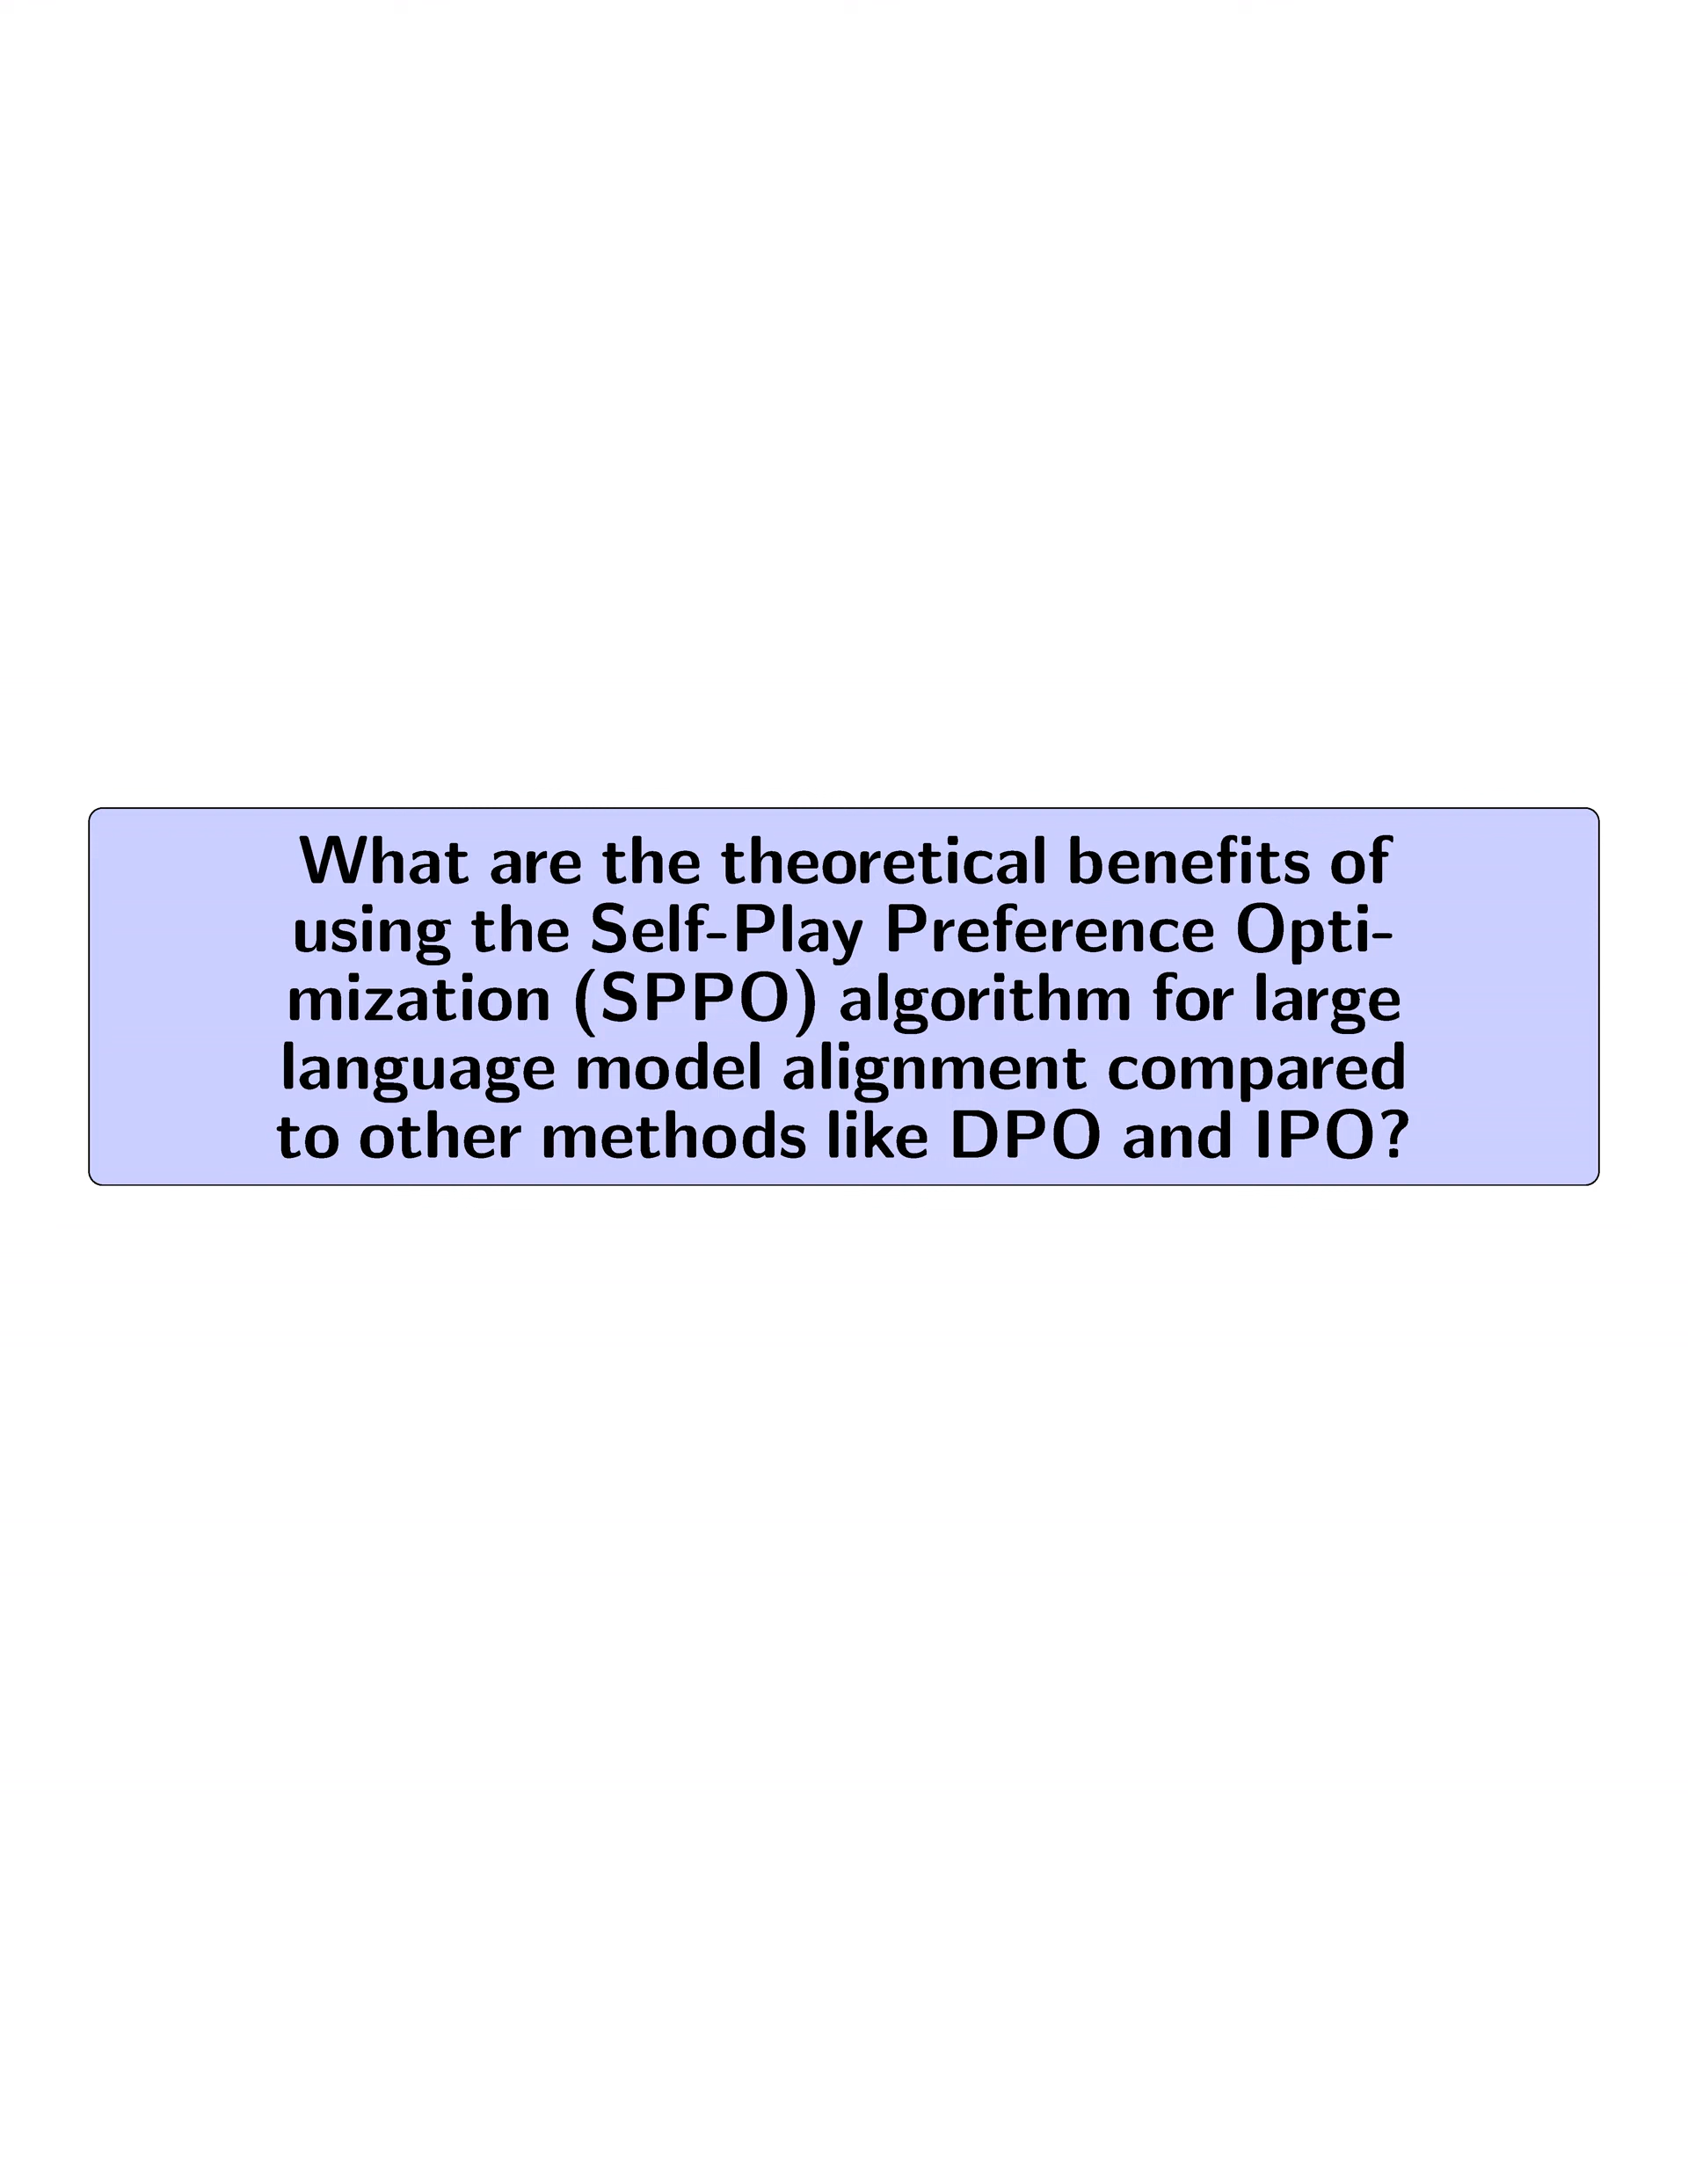 What are the theoretical benefits of
using the Self-Play Preference Opti-
mization (SPPO) algorithm for large
language model alignment compared
to other methods like DPO and IPO?